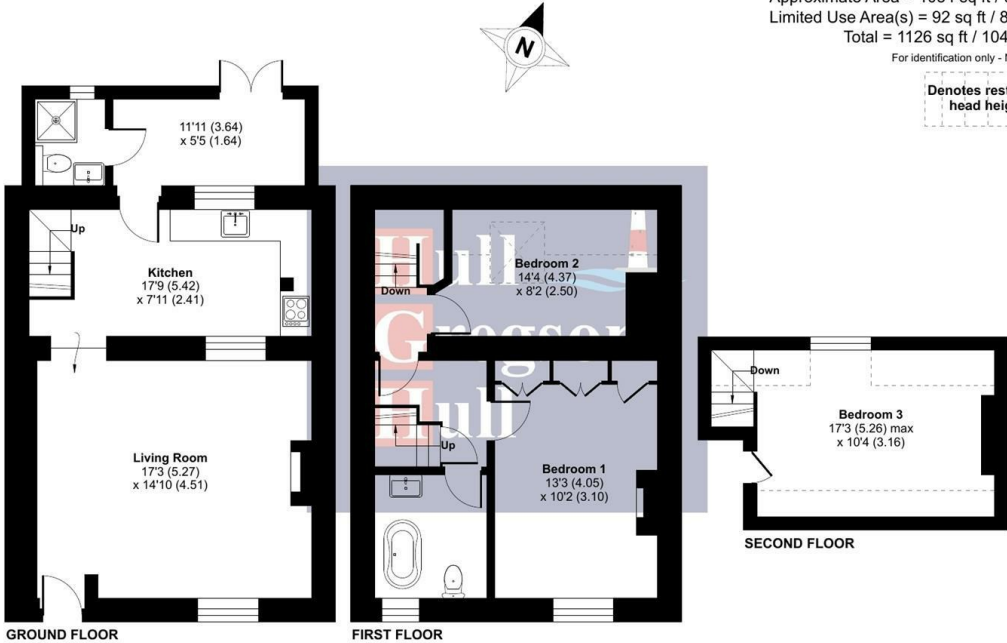 Limited Use Area(s) = 92 sq ft / 8
Total = 1126 sq ft / 104
For identification only - N
Denotes rest
head heig
N
11'11 (3.64)
x 5'5 (1.64)
Up
Kitchen
17'9 (5.42)
x 7'11 (2.41)
Living Room
17'3 (5.27)
x 14'10 (4.51)
GROUND FLOOR
Hull
Gregson
Hull
Down
Bedroom 2
14'4 (4.37)
x 8'2 (2.50)
Up
Bedroom 1
13'3 (4.05)
x 10'2 (3.10)
FIRST FLOOR
Down
Bedroom 3
17'3 (5.26) max
x 10'4 (3.16)
SECOND FLOOR